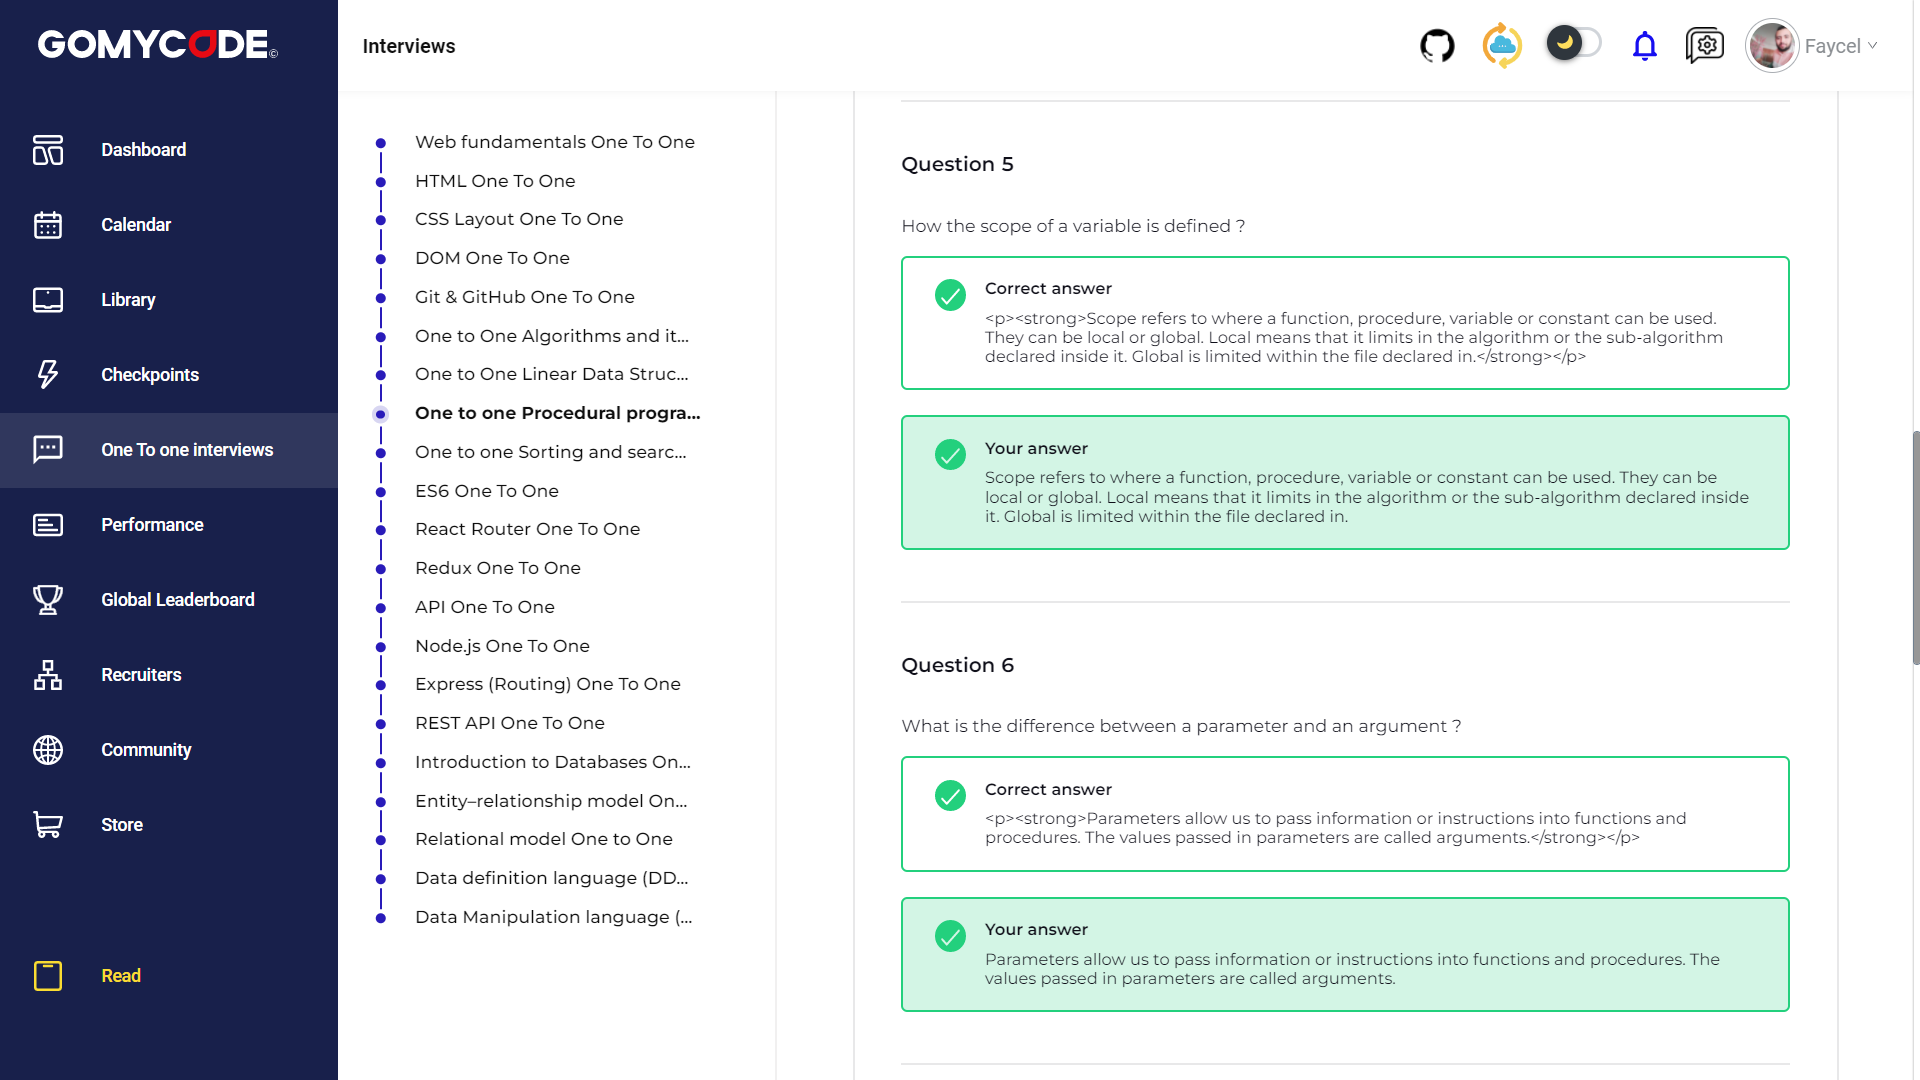 GOMYCODE©
Interviews
Faycel
Dashboard
Calendar
Library
Checkpoints
One To one interviews
Performance
Global Leaderboard
Recruiters
Community
Store
Read
Web fundamentals One To One
HTML One To One
CSS Layout One To One
DOM One To One
Git & GitHub One To One
One to One Algorithms and it...
One to One Linear Data Struc...
One to one Procedural progra...
One to one Sorting and searc...
ES6 One To One
React Router One To One
Redux One To One
API One To One
Node.js One To One
Express (Routing) One To One
REST API One To One
Introduction to Databases On...
Entity–relationship model On...
Relational model One to One
Data definition language (DD...
Data Manipulation language (...
Question 5
How the scope of a variable is defined ?
Correct answer
<p><strong>Scope refers to where a function, procedure, variable or constant can be used.
They can be local or global. Local means that it limits in the algorithm or the sub-algorithm
declared inside it. Global is limited within the file declared in.</strong></p>
Your answer
Scope refers to where a function, procedure, variable or constant can be used. They can be
local or global. Local means that it limits in the algorithm or the sub-algorithm declared inside
it. Global is limited within the file declared in.
Question 6
What is the difference between a parameter and an argument ?
Correct answer
<p><strong>Parameters allow us to pass information or instructions into functions and
procedures. The values passed in parameters are called arguments.</strong></p>
Your answer
Parameters allow us to pass information or instructions into functions and procedures. The
values passed in parameters are called arguments.